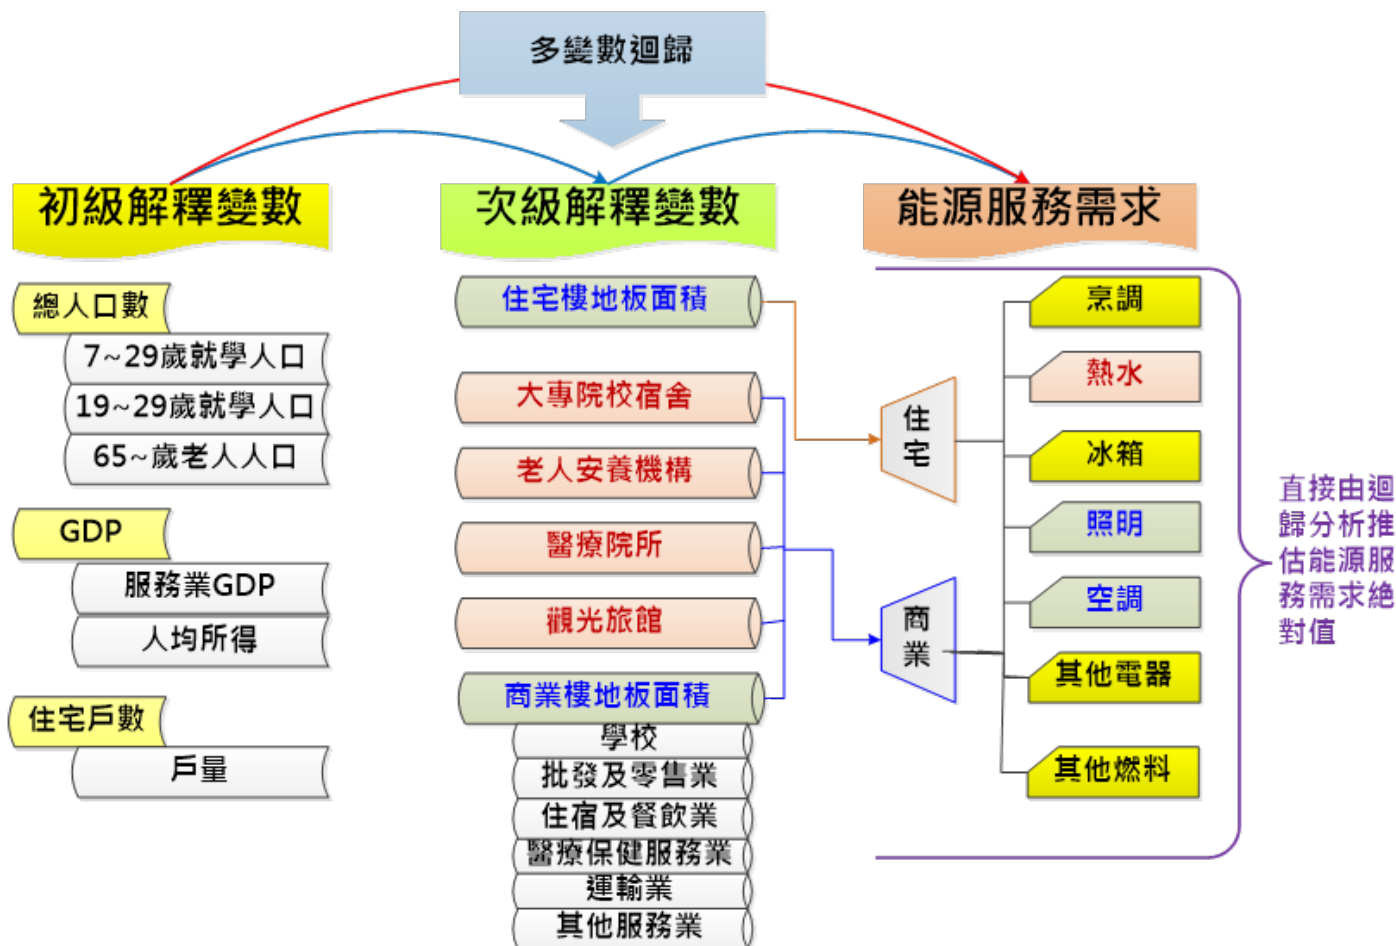 多變數迴歸
初級解釋變數
次級解釋變數
能源服務需求
總人口數
7~29歲就學人口
19~29歲就學人口
65~歲老人人口
GDP
服務業GDP
人均所得
住宅戶數
戶量
住宅樓地板面積
大專院校宿舍
老人安養機構
醫療院所
觀光旅館
商業樓地板面積
學校
批發及零售業
住宿及餐飲業
醫療保健服務業
運輸業
其他服務業
住
宅
商
業
烹調
熱水
冰箱
照明
空調
其他電器
其他燃料
直接由迴
歸分析推
估能源服
務需求絕
對值